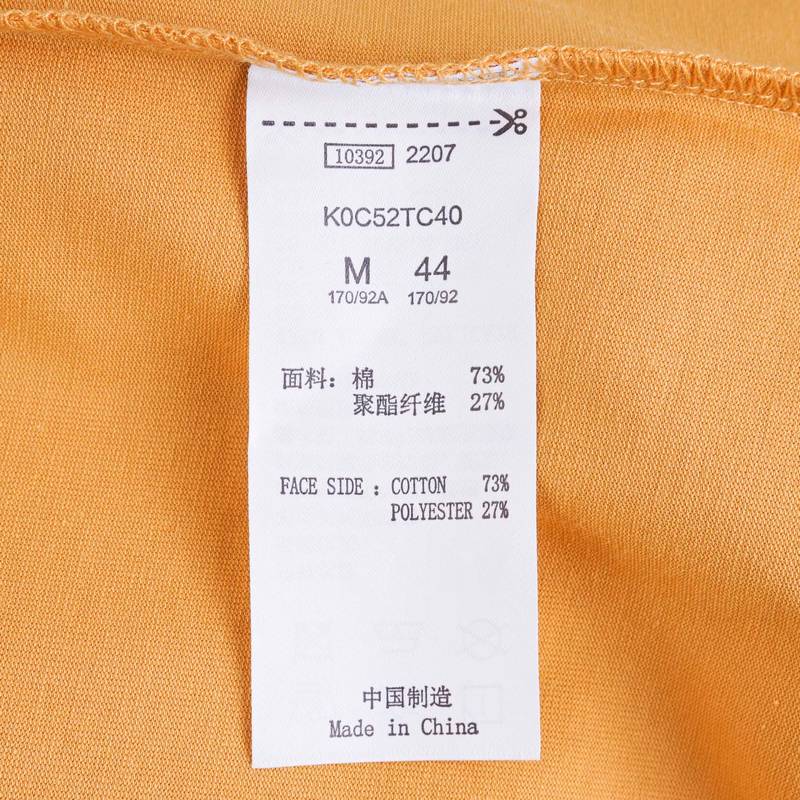 10392 2207
K0C52TC40
M 44
170/92A 170/92
面料：棉 73%
聚酯纤维 27%
FACE SIDE : COTTON 73%
POLYESTER 27%
中国制造
Made in China